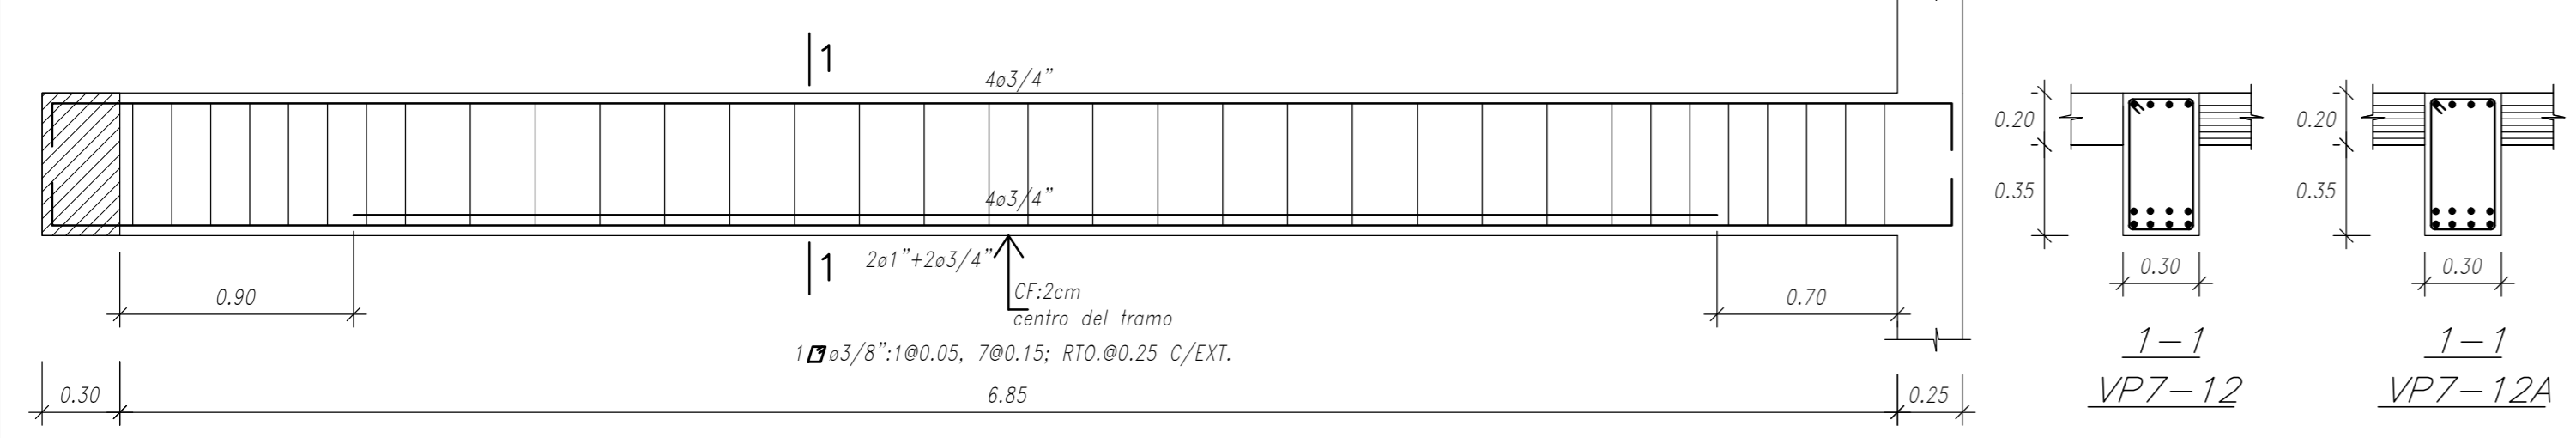 1
4ø3/4”
4ø3/4”
1
2ø1”+2ø3/4”
CF:2cm
centro del tramo
0.90
0.70
1 ø3/8”:1@0.05, 7@0.15; RTO.@0.25 C/EXT.
0.30
6.85
0.25
0.20
0.35
0.30
1-1
VP7-12
0.20
0.35
0.30
1-1
VP7-12A